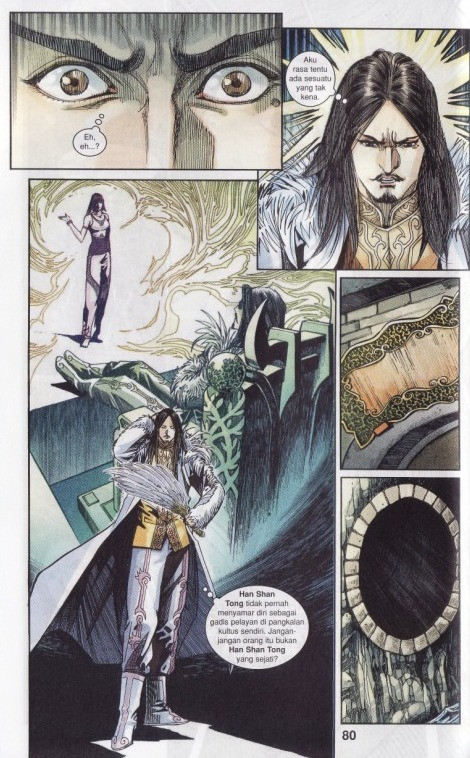 Eh,
eh...?
Aku
rasa tentu
ada sesuatu
yang tak
kena.
Han Shan
Tong tidak pernah
menyamar diri sebagai
gadis pelayan di pangkalan
kultus sendiri. Jangan-
jangan orang itu bukan
Han Shan Tong
yang sejati?
80